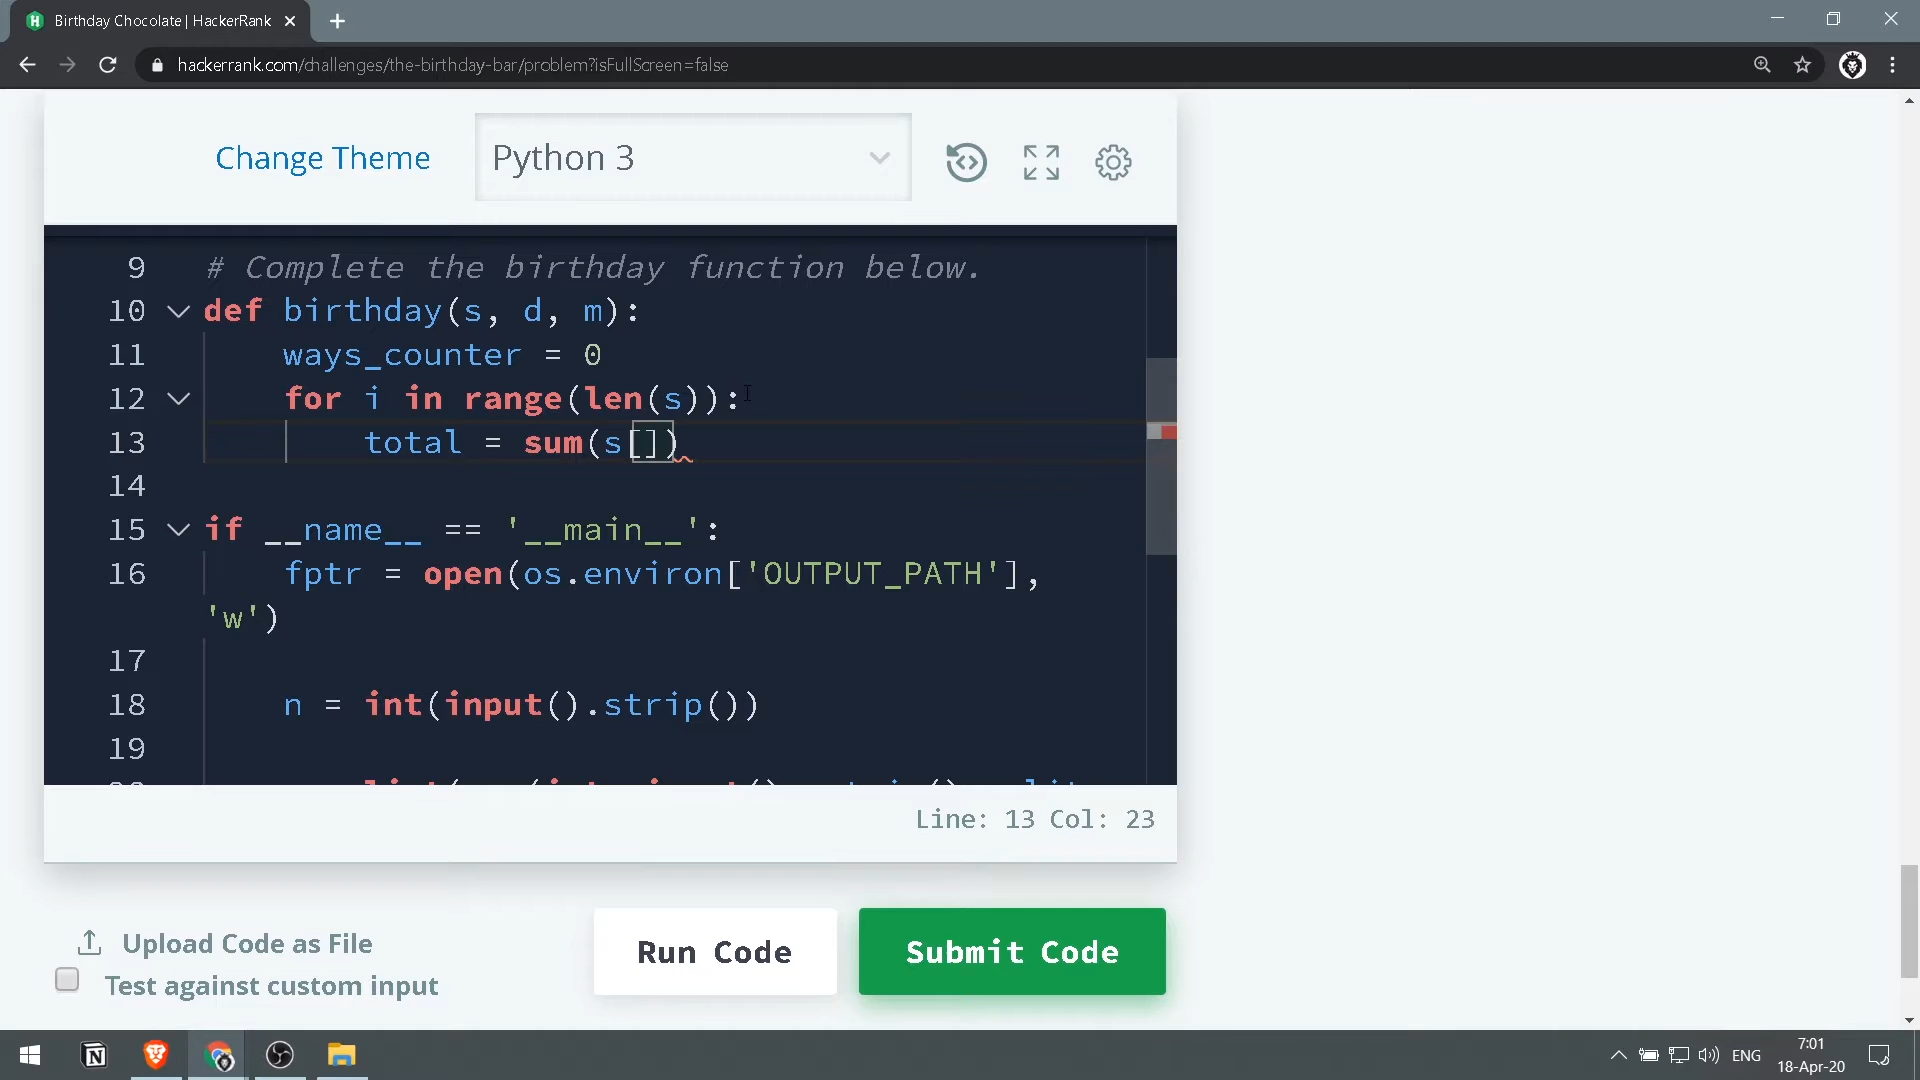 Birthday Chocolate | HackerRank
hackerrank.com/challenges/the-birthday-bar/problem?isFullScreen=false
Change Theme
Python 3
9 # Complete the birthday function below.
10 def birthday(s, d, m):
11 ways_counter = 0
12 for i in range(len(s)):
13 total = sum(s[])
14
15 if __name__ == '__main__':
16 fptr = open(os.environ['OUTPUT_PATH'],
'w')
17
18 n = int(input().strip())
19
Line: 13 Col: 23
Upload Code as File
Test against custom input
Run Code
Submit Code
ENG
7:01
18-Apr-20